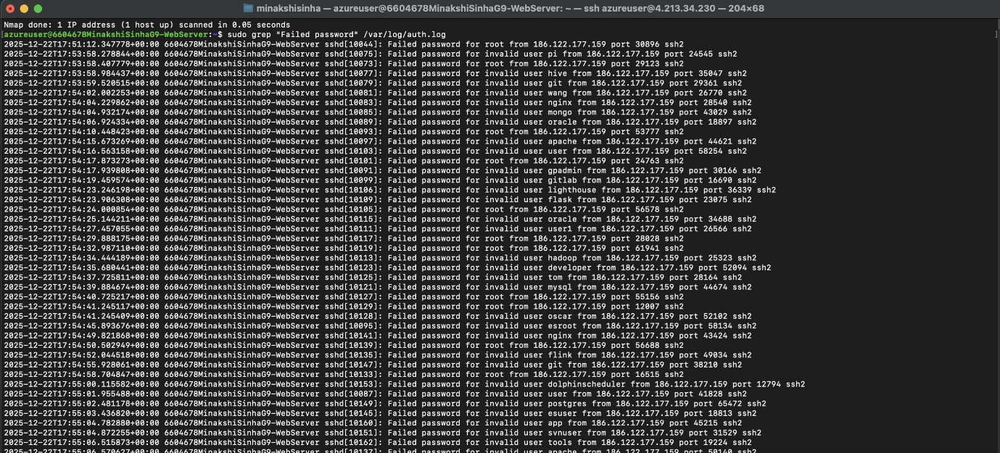 minakshisinha — azureuser@6604678MinakshiSinhaG9-WebServer: ~ — ssh azureuser@4.213.34.230 — 204×68
Nmap done: 1 IP address (1 host up) scanned in 0.05 seconds
[azureuser@6604678MinakshiSinhaG9-WebServer:~$ sudo grep "Failed password" /var/log/auth.log ]
2025-12-22T17:51:12.347778+00:00 6604678MinakshiSinhaG9-WebServer sshd[10044]: Failed password for root from 186.122.177.159 port 30896 ssh2
2025-12-22T17:53:58.278844+00:00 6604678MinakshiSinhaG9-WebServer sshd[10075]: Failed password for invalid user pi from 186.122.177.159 port 24545 ssh2
2025-12-22T17:53:58.407779+00:00 6604678MinakshiSinhaG9-WebServer sshd[10073]: Failed password for root from 186.122.177.159 port 29123 ssh2
2025-12-22T17:53:58.984437+00:00 6604678MinakshiSinhaG9-WebServer sshd[10077]: Failed password for invalid user hive from 186.122.177.159 port 35047 ssh2
2025-12-22T17:53:59.520515+00:00 6604678MinakshiSinhaG9-WebServer sshd[10079]: Failed password for invalid user git from 186.122.177.159 port 29361 ssh2
2025-12-22T17:54:02.002253+00:00 6604678MinakshiSinhaG9-WebServer sshd[10081]: Failed password for invalid user wang from 186.122.177.159 port 26770 ssh2
2025-12-22T17:54:04.229862+00:00 6604678MinakshiSinhaG9-WebServer sshd[10083]: Failed password for invalid user nginx from 186.122.177.159 port 28540 ssh2
2025-12-22T17:54:04.932174+00:00 6604678MinakshiSinhaG9-WebServer sshd[10085]: Failed password for invalid user mongo from 186.122.177.159 port 43029 ssh2
2025-12-22T17:54:06.924334+00:00 6604678MinakshiSinhaG9-WebServer sshd[10089]: Failed password for invalid user oracle from 186.122.177.159 port 18897 ssh2
2025-12-22T17:54:10.448423+00:00 6604678MinakshiSinhaG9-WebServer sshd[10093]: Failed password for root from 186.122.177.159 port 53777 ssh2
2025-12-22T17:54:15.673269+00:00 6604678MinakshiSinhaG9-WebServer sshd[10097]: Failed password for invalid user apache from 186.122.177.159 port 44621 ssh2
2025-12-22T17:54:16.563158+00:00 6604678MinakshiSinhaG9-WebServer sshd[10103]: Failed password for invalid user user from 186.122.177.159 port 58254 ssh2
2025-12-22T17:54:17.873273+00:00 6604678MinakshiSinhaG9-WebServer sshd[10101]: Failed password for root from 186.122.177.159 port 24763 ssh2
2025-12-22T17:54:17.939808+00:00 6604678MinakshiSinhaG9-WebServer sshd[10091]: Failed password for invalid user gpadmin from 186.122.177.159 port 30166 ssh2
2025-12-22T17:54:19.459574+00:00 6604678MinakshiSinhaG9-WebServer sshd[10099]: Failed password for invalid user gitlab from 186.122.177.159 port 16690 ssh2
2025-12-22T17:54:23.246198+00:00 6604678MinakshiSinhaG9-WebServer sshd[10106]: Failed password for invalid user lighthouse from 186.122.177.159 port 36339 ssh2
2025-12-22T17:54:23.906308+00:00 6604678MinakshiSinhaG9-WebServer sshd[10109]: Failed password for invalid user flask from 186.122.177.159 port 23075 ssh2
2025-12-22T17:54:24.000854+00:00 6604678MinakshiSinhaG9-WebServer sshd[10105]: Failed password for root from 186.122.177.159 port 56578 ssh2
2025-12-22T17:54:25.144211+00:00 6604678MinakshiSinhaG9-WebServer sshd[10115]: Failed password for invalid user oracle from 186.122.177.159 port 34688 ssh2
2025-12-22T17:54:27.457055+00:00 6604678MinakshiSinhaG9-WebServer sshd[10111]: Failed password for invalid user user1 from 186.122.177.159 port 26566 ssh2
2025-12-22T17:54:29.888175+00:00 6604678MinakshiSinhaG9-WebServer sshd[10117]: Failed password for root from 186.122.177.159 port 28028 ssh2
2025-12-22T17:54:32.987110+00:00 6604678MinakshiSinhaG9-WebServer sshd[10119]: Failed password for root from 186.122.177.159 port 61941 ssh2
2025-12-22T17:54:34.444189+00:00 6604678MinakshiSinhaG9-WebServer sshd[10113]: Failed password for invalid user hadoop from 186.122.177.159 port 25323 ssh2
2025-12-22T17:54:35.680441+00:00 6604678MinakshiSinhaG9-WebServer sshd[10123]: Failed password for invalid user developer from 186.122.177.159 port 52094 ssh2
2025-12-22T17:54:37.725811+00:00 6604678MinakshiSinhaG9-WebServer sshd[10125]: Failed password for invalid user tom from 186.122.177.159 port 28164 ssh2
2025-12-22T17:54:39.884674+00:00 6604678MinakshiSinhaG9-WebServer sshd[10121]: Failed password for invalid user mysql from 186.122.177.159 port 44674 ssh2
2025-12-22T17:54:40.725217+00:00 6604678MinakshiSinhaG9-WebServer sshd[10127]: Failed password for root from 186.122.177.159 port 55156 ssh2
2025-12-22T17:54:41.245117+00:00 6604678MinakshiSinhaG9-WebServer sshd[10129]: Failed password for root from 186.122.177.159 port 12007 ssh2
2025-12-22T17:54:41.245409+00:00 6604678MinakshiSinhaG9-WebServer sshd[10128]: Failed password for invalid user oscar from 186.122.177.159 port 52102 ssh2
2025-12-22T17:54:45.893676+00:00 6604678MinakshiSinhaG9-WebServer sshd[10095]: Failed password for invalid user esroot from 186.122.177.159 port 58134 ssh2
2025-12-22T17:54:49.821868+00:00 6604678MinakshiSinhaG9-WebServer sshd[10141]: Failed password for invalid user nginx from 186.122.177.159 port 43424 ssh2
2025-12-22T17:54:50.502949+00:00 6604678MinakshiSinhaG9-WebServer sshd[10139]: Failed password for root from 186.122.177.159 port 56688 ssh2
2025-12-22T17:54:52.044518+00:00 6604678MinakshiSinhaG9-WebServer sshd[10135]: Failed password for invalid user flink from 186.122.177.159 port 49034 ssh2
2025-12-22T17:54:55.928061+00:00 6604678MinakshiSinhaG9-WebServer sshd[10147]: Failed password for invalid user git from 186.122.177.159 port 38210 ssh2
2025-12-22T17:54:58.704847+00:00 6604678MinakshiSinhaG9-WebServer sshd[10133]: Failed password for root from 186.122.177.159 port 16515 ssh2
2025-12-22T17:55:00.115582+00:00 6604678MinakshiSinhaG9-WebServer sshd[10153]: Failed password for invalid user dolphinscheduler from 186.122.177.159 port 12794 ssh2
2025-12-22T17:55:01.955488+00:00 6604678MinakshiSinhaG9-WebServer sshd[10087]: Failed password for invalid user user from 186.122.177.159 port 41828 ssh2
2025-12-22T17:55:02.481178+00:00 6604678MinakshiSinhaG9-WebServer sshd[10149]: Failed password for invalid user postgres from 186.122.177.159 port 65472 ssh2
2025-12-22T17:55:03.436820+00:00 6604678MinakshiSinhaG9-WebServer sshd[10145]: Failed password for invalid user esuser from 186.122.177.159 port 18813 ssh2
2025-12-22T17:55:04.782880+00:00 6604678MinakshiSinhaG9-WebServer sshd[10160]: Failed password for invalid user app from 186.122.177.159 port 45215 ssh2
2025-12-22T17:55:04.872255+00:00 6604678MinakshiSinhaG9-WebServer sshd[10151]: Failed password for invalid user svnuser from 186.122.177.159 port 31529 ssh2
2025-12-22T17:55:06.515873+00:00 6604678MinakshiSinhaG9-WebServer sshd[10162]: Failed password for invalid user tools from 186.122.177.159 port 19224 ssh2
2025-12-22T17:55:06.570627+00:00 6604678MinakshiSinhaG9-WebServer sshd[10137]: Failed password for invalid user apache from 186.122.177.159 port 50140 ssh2